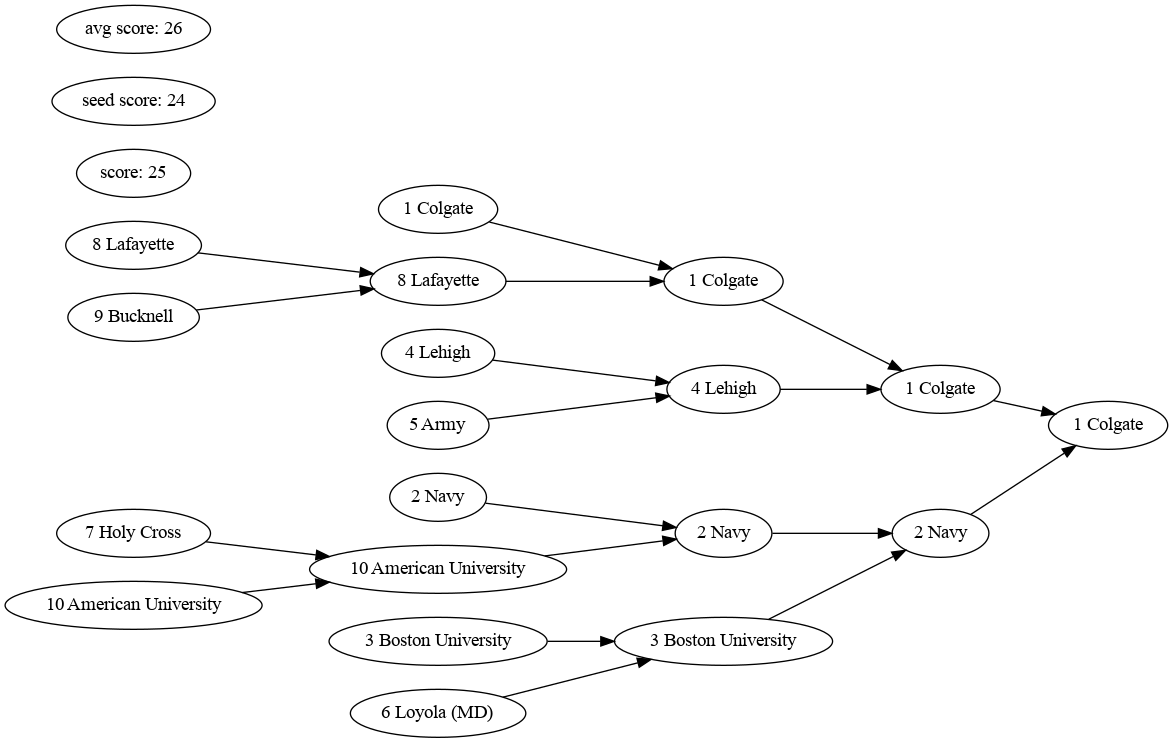 avg score: 26
seed score: 24
score: 25
8 Lafayette
9 Bucknell
7 Holy Cross
10 American University
1 Colgate
8 Lafayette
4 Lehigh
5 Army
2 Navy
10 American University
3 Boston University
6 Loyola (MD)
1 Colgate
4 Lehigh
2 Navy
3 Boston University
1 Colgate
2 Navy
1 Colgate